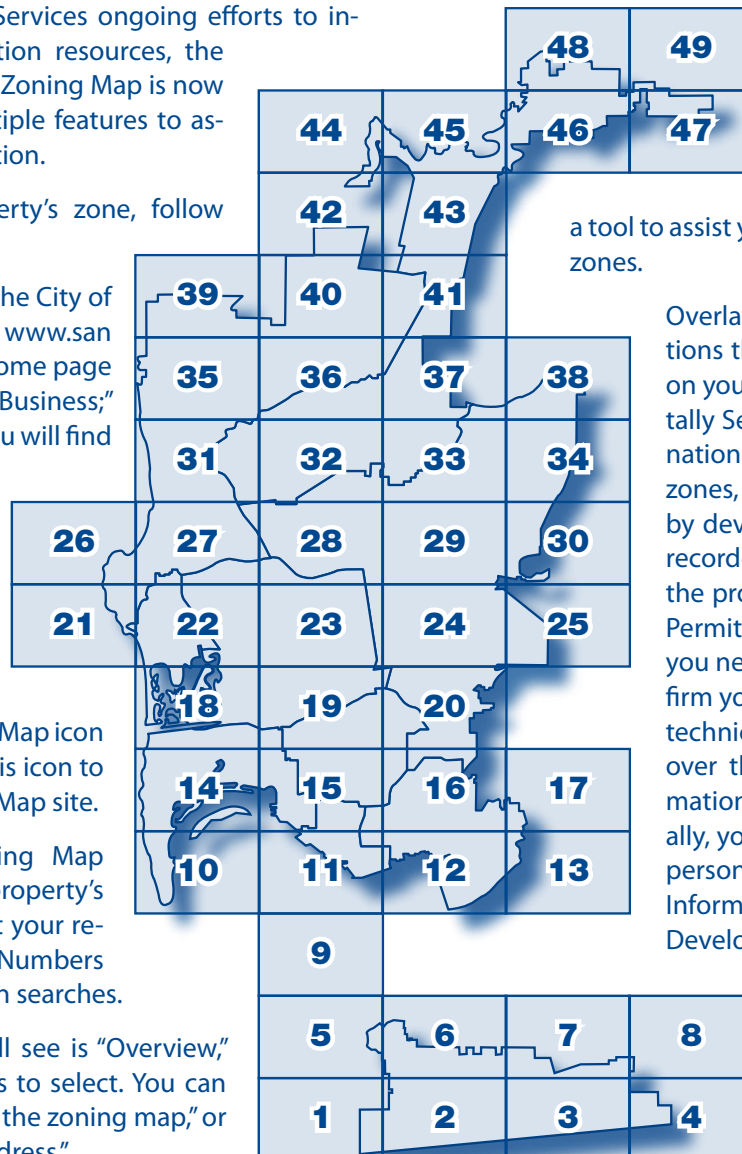 Services ongoing efforts to in-
tion resources, the
Zoning Map is now
tiple features to as-
tion.
erty's zone, follow
he City of
www.san
ome page
Business;"
u will find
Map icon
is icon to
Map site.
ing Map
roperty's
t your re-
Numbers
n searches.
ll see is "Overview,"
s to select. You can
the zoning map," or
dress."
48 49
44 45 46 47
42 43
39 40 41
35 36 37 38
31 32 33 34
26 27 28 29 30
21 22 23 24 25
18 19 20
14 15 16 17
10 11 12 13
9
5 6 7 8
1 2 3 4
a tool to assist y
zones.
Overla
tions th
on you
tally Se
nation
zones,
by dev
record
the pro
Permit
you ne
firm yo
technic
over th
mation
ally, yo
person
Inform
Develo